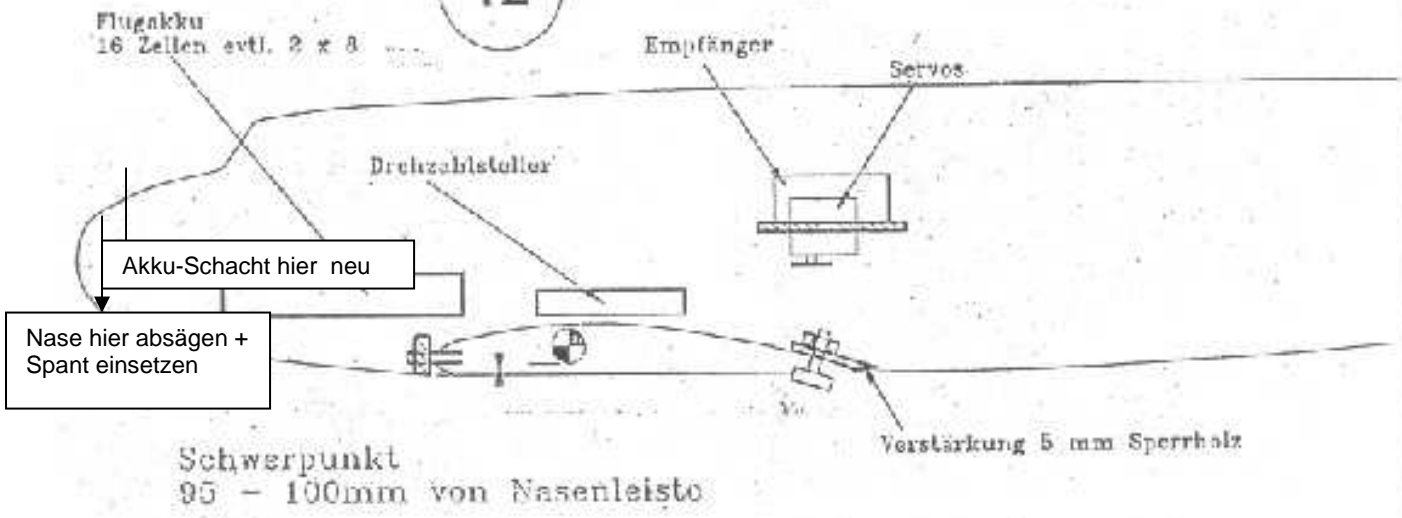 12
Flugakku
16 Zellen evtl. 2 x 8
Empfänger
Servos
Drehzahlsteller
Akku-Schacht hier  neu
Nase hier absägen +
Spant einsetzen
Verstärkung 5 mm Sperrholz
Schwerpunkt
95 - 100mm von Nasenleiste